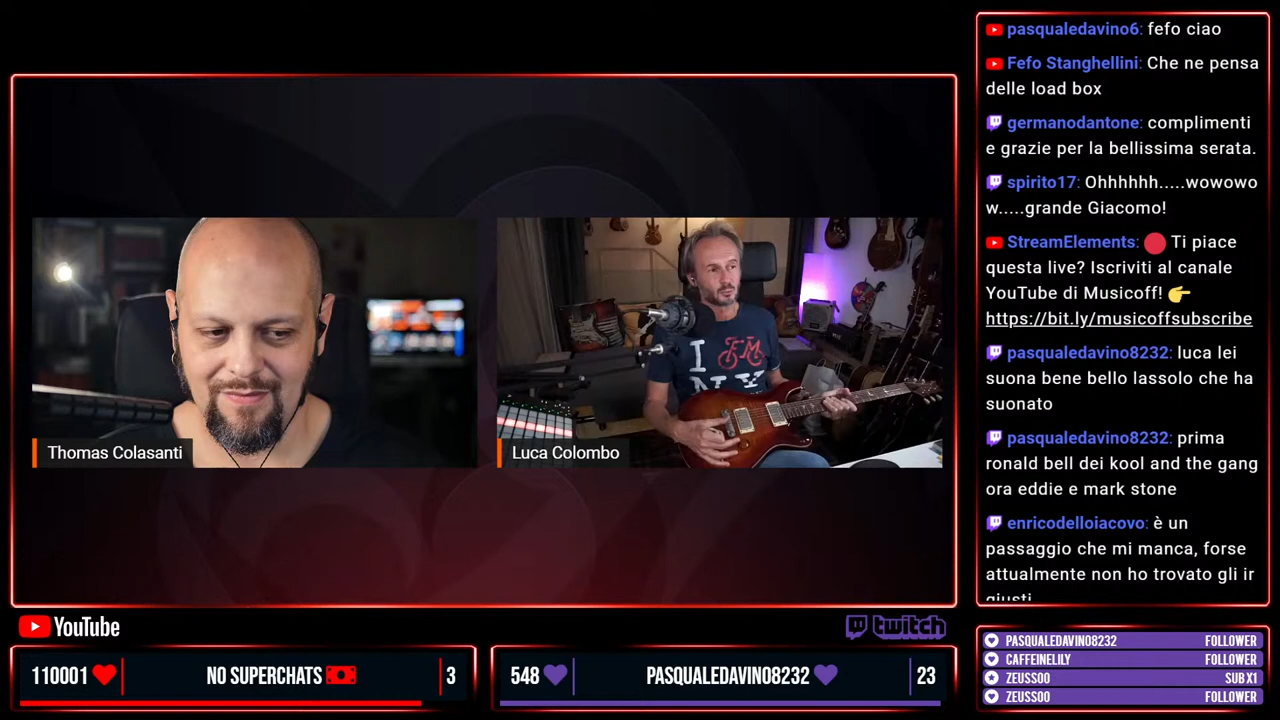 pasqualedavino6: fefo ciao
Fefo Stanghellini: Che ne pensa
delle load box
germanodantone: complimenti
e grazie per la bellissima serata.
spirito17: Ohhhhhh.....wowowo
w.....grande Giacomo!
StreamElements: Ti piace
questa live? Iscriviti al canale
YouTube di Musicoff!
https://bit.ly/musicoffsubscribe
pasqualedavino8232: luca lei
suona bene bello lassolo che ha
suonato
pasqualedavino8232: prima
ronald bell dei kool and the gang
ora eddie e mark stone
enricodelloiacovo: è un
passaggio che mi manca, forse
attualmente non ho trovato gli ir
giusti
I
NY
Thomas Colasanti
Luca Colombo
YouTube
twitch
110001
NO SUPERCHATS
3
548
PASQUALEDAVINO8232
23
PASQUALEDAVINO8232 FOLLOWER
CAFFEINELILY FOLLOWER
ZEUSSOO SUB X1
ZEUSSOO FOLLOWER